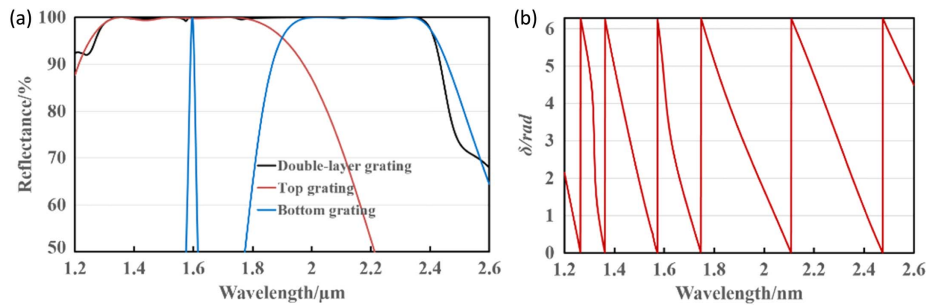 (a)
100
90
80
70
60
50
Reflectance/%
Double-layer grating
Top grating
Bottom grating
1.2 1.4 1.6 1.8 2 2.2 2.4 2.6
Wavelength/μm
(b)
6
5
4
3
2
1
0
δ/rad
1.2 1.4 1.6 1.8 2 2.2 2.4 2.6
Wavelength/nm